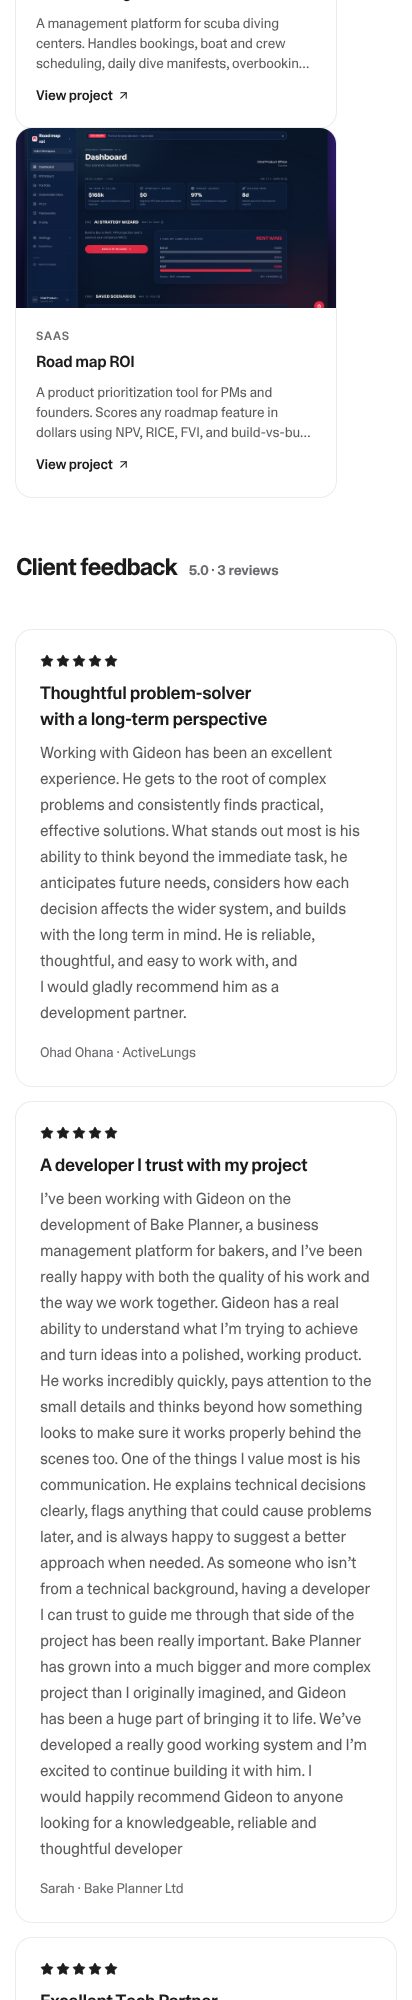 A management platform for scuba diving
centers. Handles bookings, boat and crew
scheduling, daily dive manifests, overbookin...
View project ↗
Road map
ROI
Dashboard
$168k
$0
97%
8d
AI STRATEGY WIZARD
SAVED SCENARIOS
SAAS
Road map ROI
A product prioritization tool for PMs and
founders. Scores any roadmap feature in
dollars using NPV, RICE, FVI, and build-vs-bu...
View project ↗
Client feedback 5.0 · 3 reviews
★★★★★
Thoughtful problem-solver
with a long-term perspective
Working with Gideon has been an excellent
experience. He gets to the root of complex
problems and consistently finds practical,
effective solutions. What stands out most is his
ability to think beyond the immediate task, he
anticipates future needs, considers how each
decision affects the wider system, and builds
with the long term in mind. He is reliable,
thoughtful, and easy to work with, and
I would gladly recommend him as a
development partner.
Ohad Ohana · ActiveLungs
★★★★★
A developer I trust with my project
I’ve been working with Gideon on the
development of Bake Planner, a business
management platform for bakers, and I’ve been
really happy with both the quality of his work and
the way we work together. Gideon has a real
ability to understand what I’m trying to achieve
and turn ideas into a polished, working product.
He works incredibly quickly, pays attention to the
small details and thinks beyond how something
looks to make sure it works properly behind the
scenes too. One of the things I value most is his
communication. He explains technical decisions
clearly, flags anything that could cause problems
later, and is always happy to suggest a better
approach when needed. As someone who isn’t
from a technical background, having a developer
I can trust to guide me through that side of the
project has been really important. Bake Planner
has grown into a much bigger and more complex
project than I originally imagined, and Gideon
has been a huge part of bringing it to life. We’ve
developed a really good working system and I’m
excited to continue building it with him. I
would happily recommend Gideon to anyone
looking for a knowledgeable, reliable and
thoughtful developer
Sarah · Bake Planner Ltd
★★★★★
Excellent Tech Partner